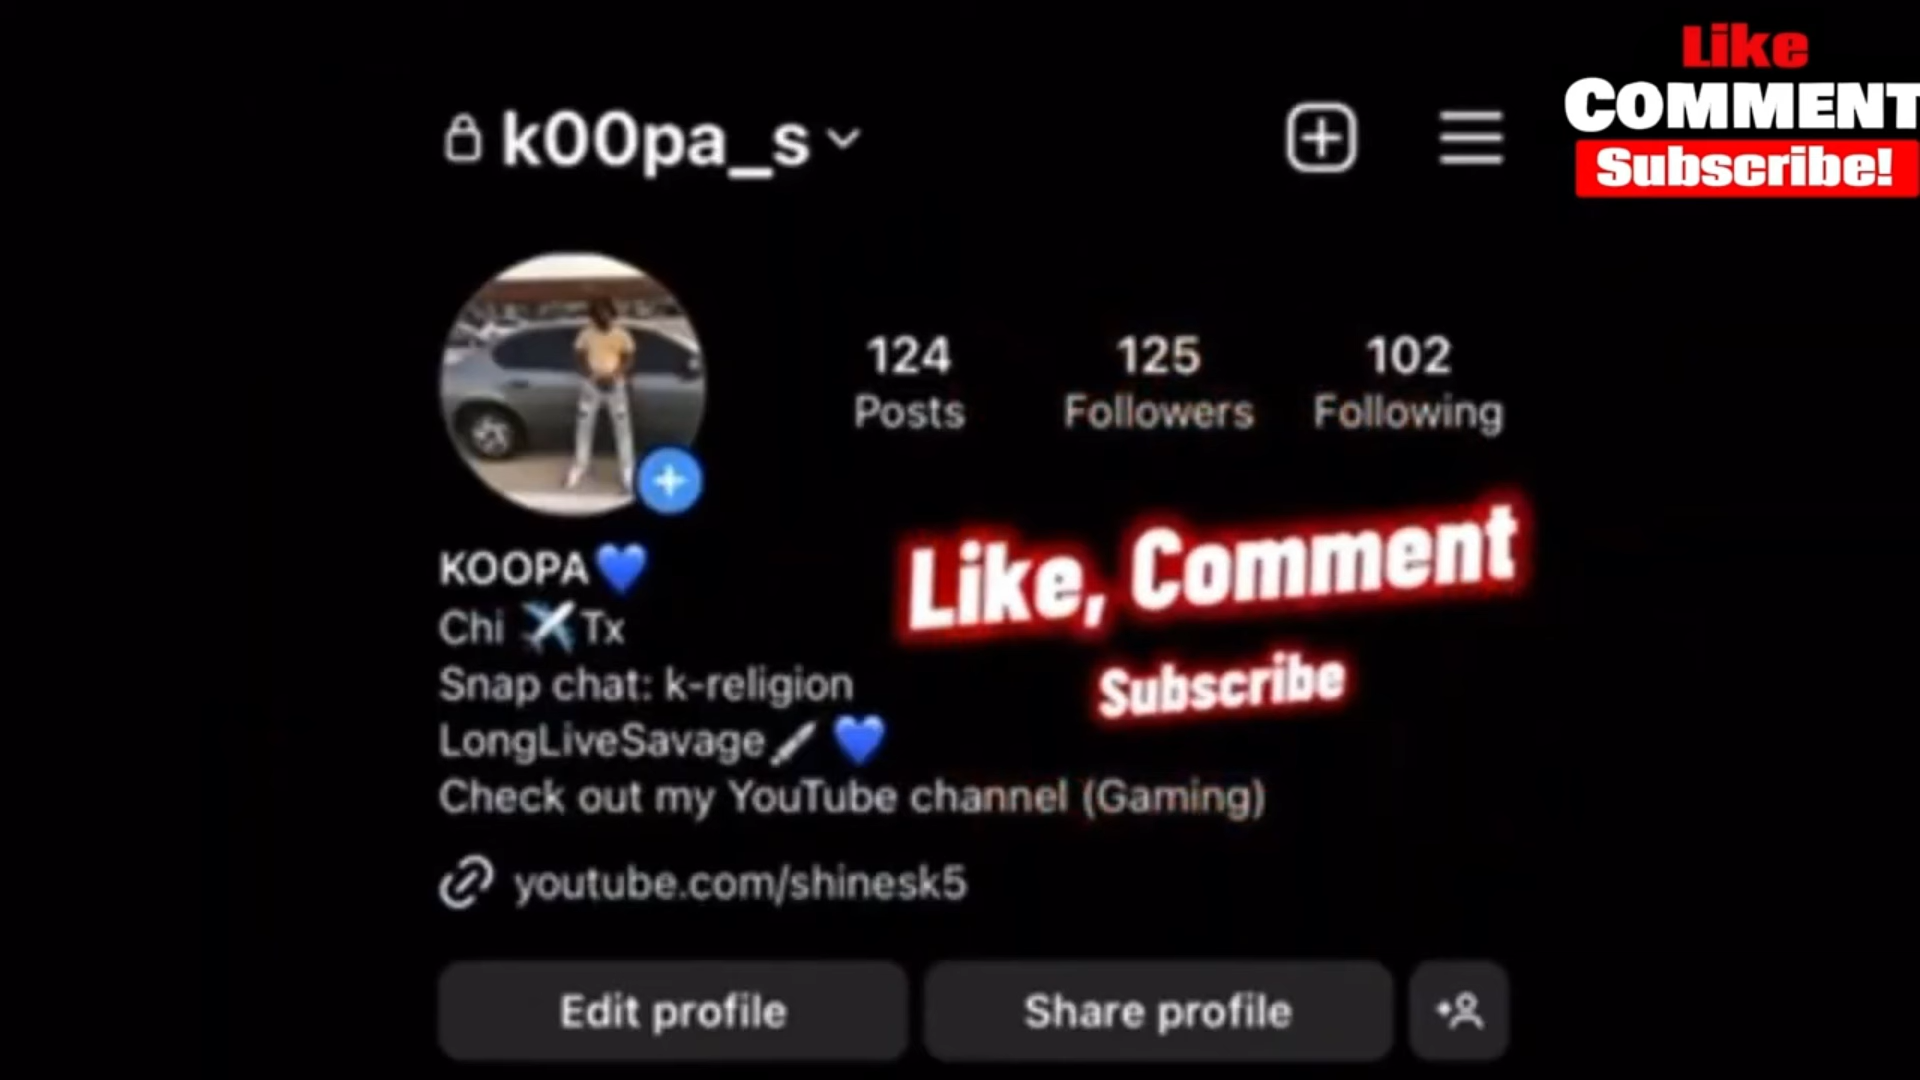 Like
COMMENT
Subscribe!
k00pa_s
124 125 102
Posts Followers Following
KOOPA💙
Chi ✈️Tx
Snap chat: k-religion
LongLiveSavage 💙
Check out my YouTube channel (Gaming)
Like, Comment
Subscribe
youtube.com/shinesk5
Edit profile
Share profile